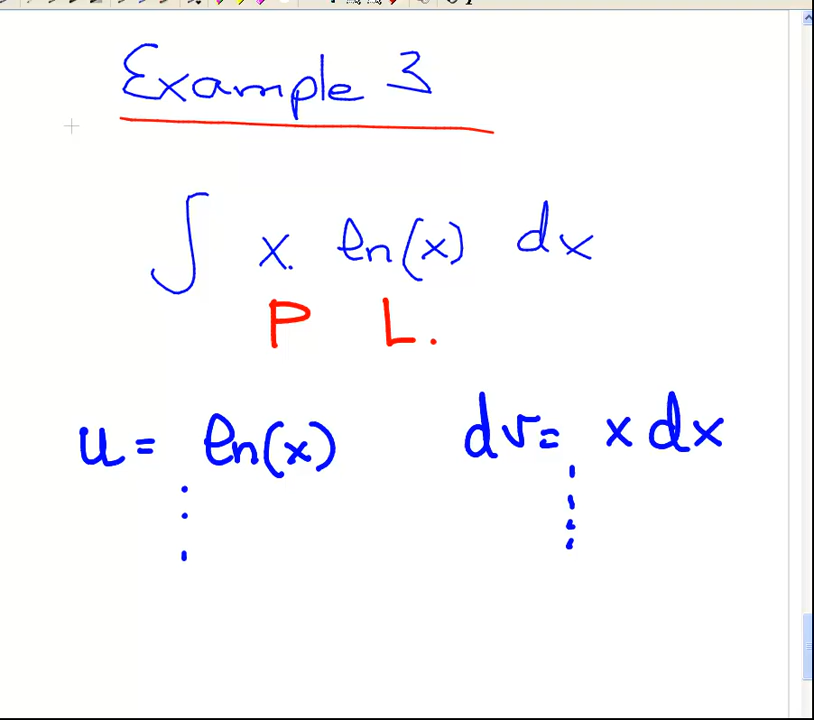 Example 3
∫ x. ln(x) dx
P L.
u = ln(x) dv = x dx